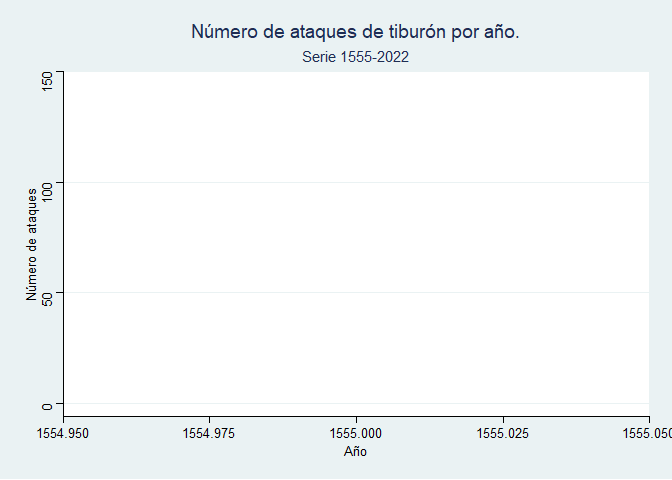 Número de ataques de tiburón por año.
Serie 1555-2022
150
100
50
0
Número de ataques
1554.950 1554.975 1555.000 1555.025 1555.050
Año